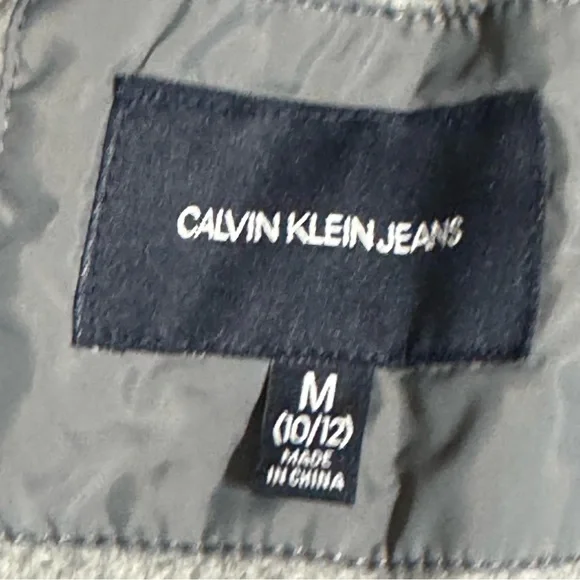 CALVIN KLEIN JEANS
M
(10/12)
MADE
IN CHINA